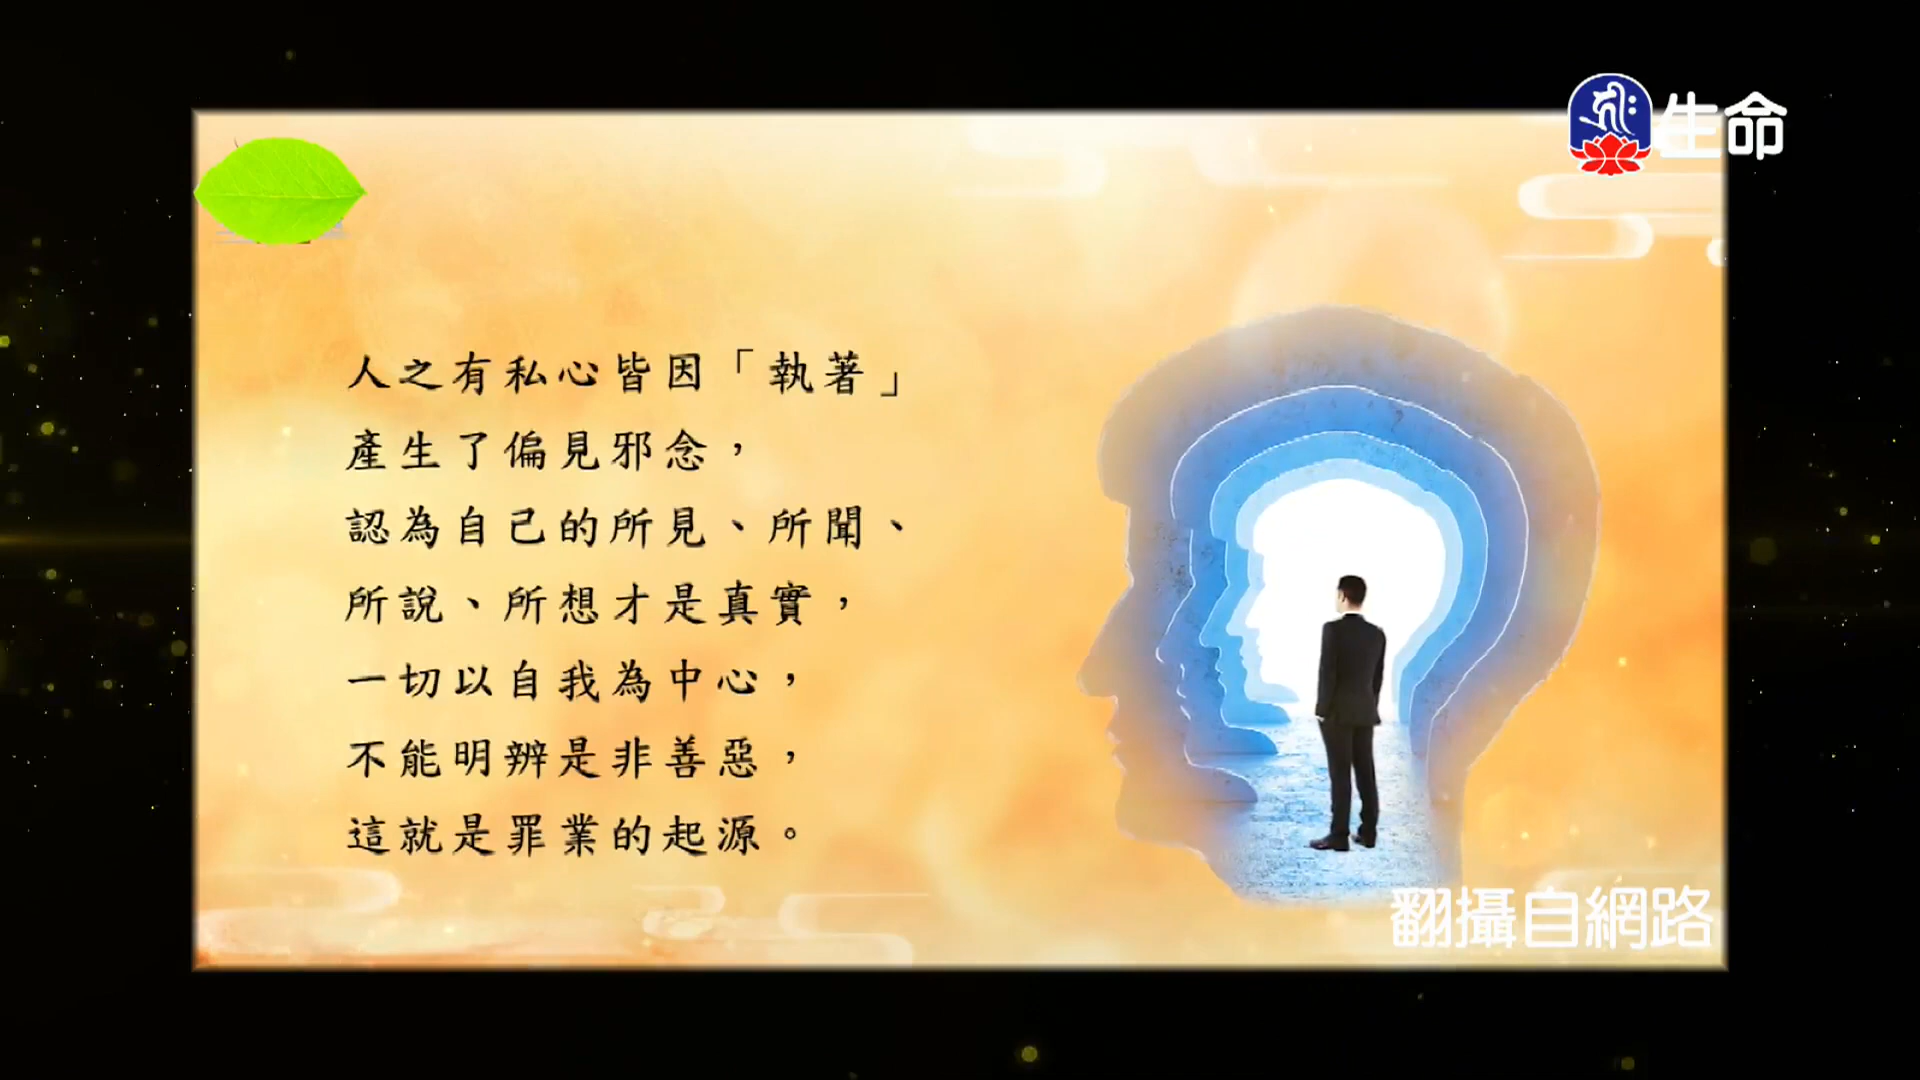 生命
人之有私心皆因「執著」
產生了偏見邪念，
認為自己的所見、所聞、
所說、所想才是真實，
一切以自我為中心，
不能明辨是非善惡，
這就是罪業的起源。
翻攝自網路